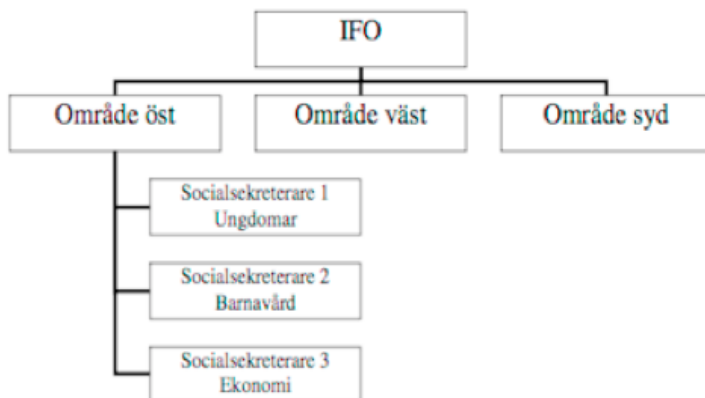 IFO
Område öst
Område väst
Område syd
Socialsekreterare 1
Ungdomar
Socialsekreterare 2
Barnavård
Socialsekreterare 3
Ekonomi